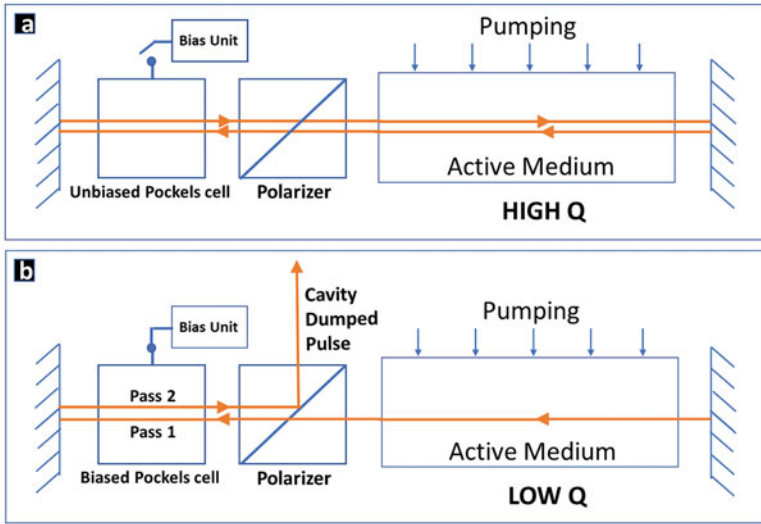 a
Bias Unit
Pumping
Unbiased Pockels cell
Polarizer
Active Medium
HIGH Q
b
Cavity
Dumped
Pulse
Bias Unit
Pumping
Pass 2
Pass 1
Biased Pockels cell
Polarizer
Active Medium
LOW Q